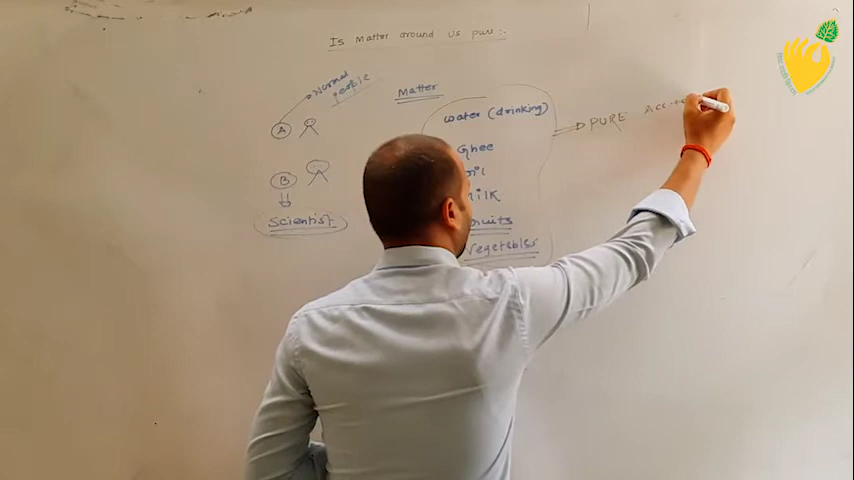 Is Matter around us pure:-
Normal
people
Matter
A
water (drinking)
PURE
Ghee
B
Scientist
vegetables